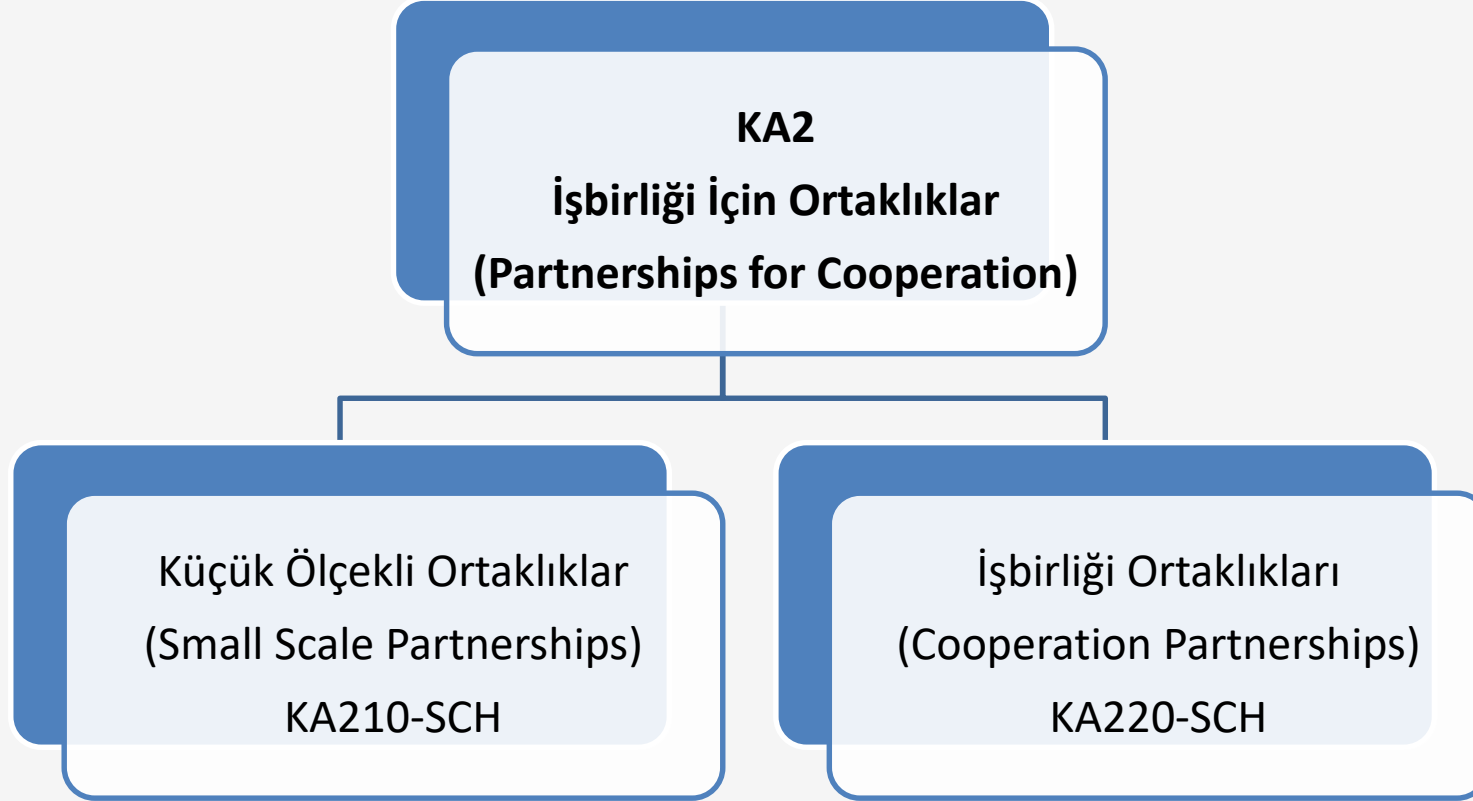 KA2
İşbirliği İçin Ortaklıklar
(Partnerships for Cooperation)
Küçük Ölçekli Ortaklıklar
(Small Scale Partnerships)
KA210-SCH
İşbirliği Ortaklıkları
(Cooperation Partnerships)
KA220-SCH